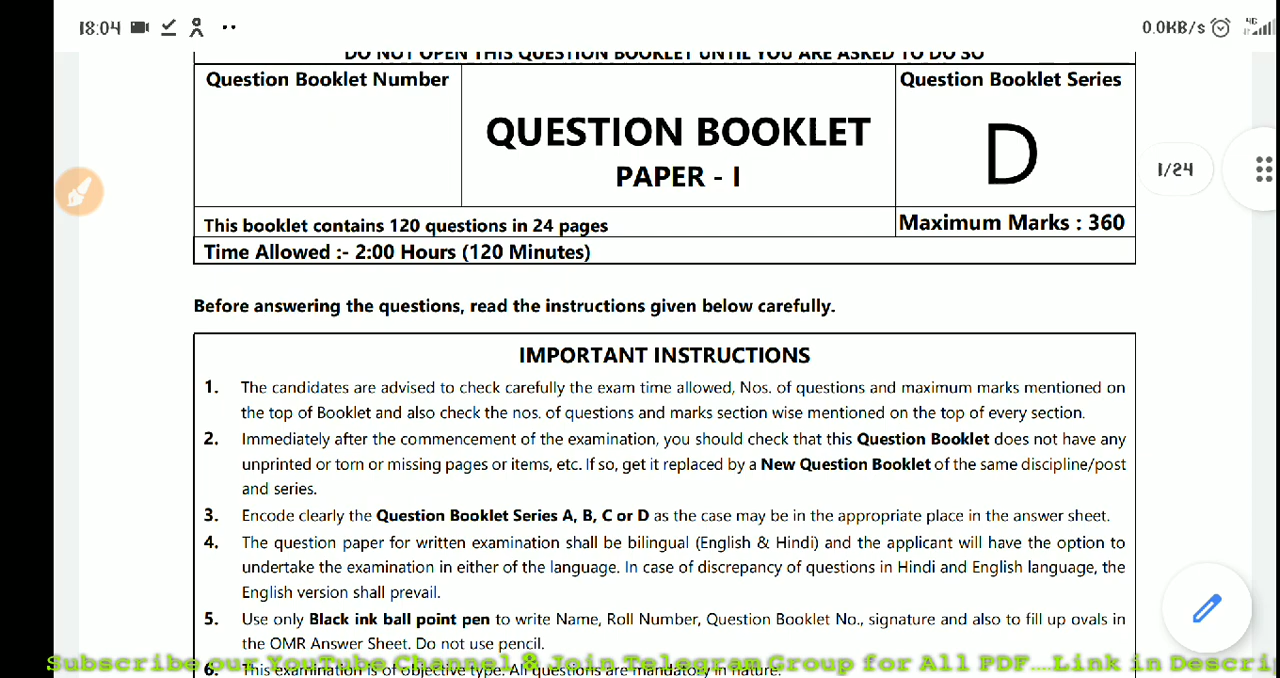 18:04
0.0KB/s 4G
DO NOT OPEN THIS QUESTION BOOKLET UNTIL YOU ARE ASKED TO DO SO
Question Booklet Number
QUESTION BOOKLET
PAPER - I
Question Booklet Series
D
1/24
This booklet contains 120 questions in 24 pages
Maximum Marks : 360
Time Allowed :- 2:00 Hours (120 Minutes)
Before answering the questions, read the instructions given below carefully.
IMPORTANT INSTRUCTIONS
1. The candidates are advised to check carefully the exam time allowed, Nos. of questions and maximum marks mentioned on
the top of Booklet and also check the nos. of questions and marks section wise mentioned on the top of every section.
2. Immediately after the commencement of the examination, you should check that this Question Booklet does not have any
unprinted or torn or missing pages or items, etc. If so, get it replaced by a New Question Booklet of the same discipline/post
and series.
3. Encode clearly the Question Booklet Series A, B, C or D as the case may be in the appropriate place in the answer sheet.
4. The question paper for written examination shall be bilingual (English & Hindi) and the applicant will have the option to
undertake the examination in either of the language. In case of discrepancy of questions in Hindi and English language, the
English version shall prevail.
5. Use only Black ink ball point pen to write Name, Roll Number, Question Booklet No., signature and also to fill up ovals in
the OMR Answer Sheet. Do not use pencil.
6. This examination is of objective type. All questions are mandatory in nature.
Subscribe our YouTube Channel & Join Telegram Group for All PDF....Link in Descri